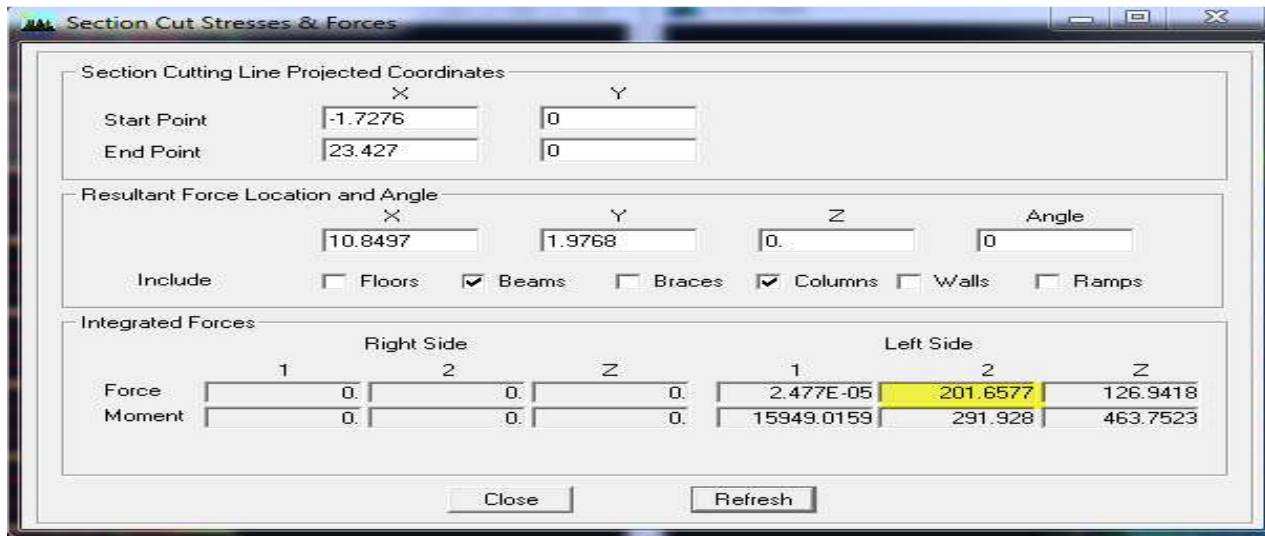 Section Cut Stresses & Forces
Section Cutting Line Projected Coordinates
X Y
Start Point -1.7276 0
End Point 23.427 0
Resultant Force Location and Angle
X Y Z Angle
10.8497 1.9768 0. 0
Include Floors Beams Braces Columns Walls Ramps
Integrated Forces
Right Side Left Side
1 2 Z 1 2 Z
Force 0. 0. 0. 2.477E-05 201.6577 126.9418
Moment 0. 0. 0. 15949.0159 291.928 463.7523
Close Refresh